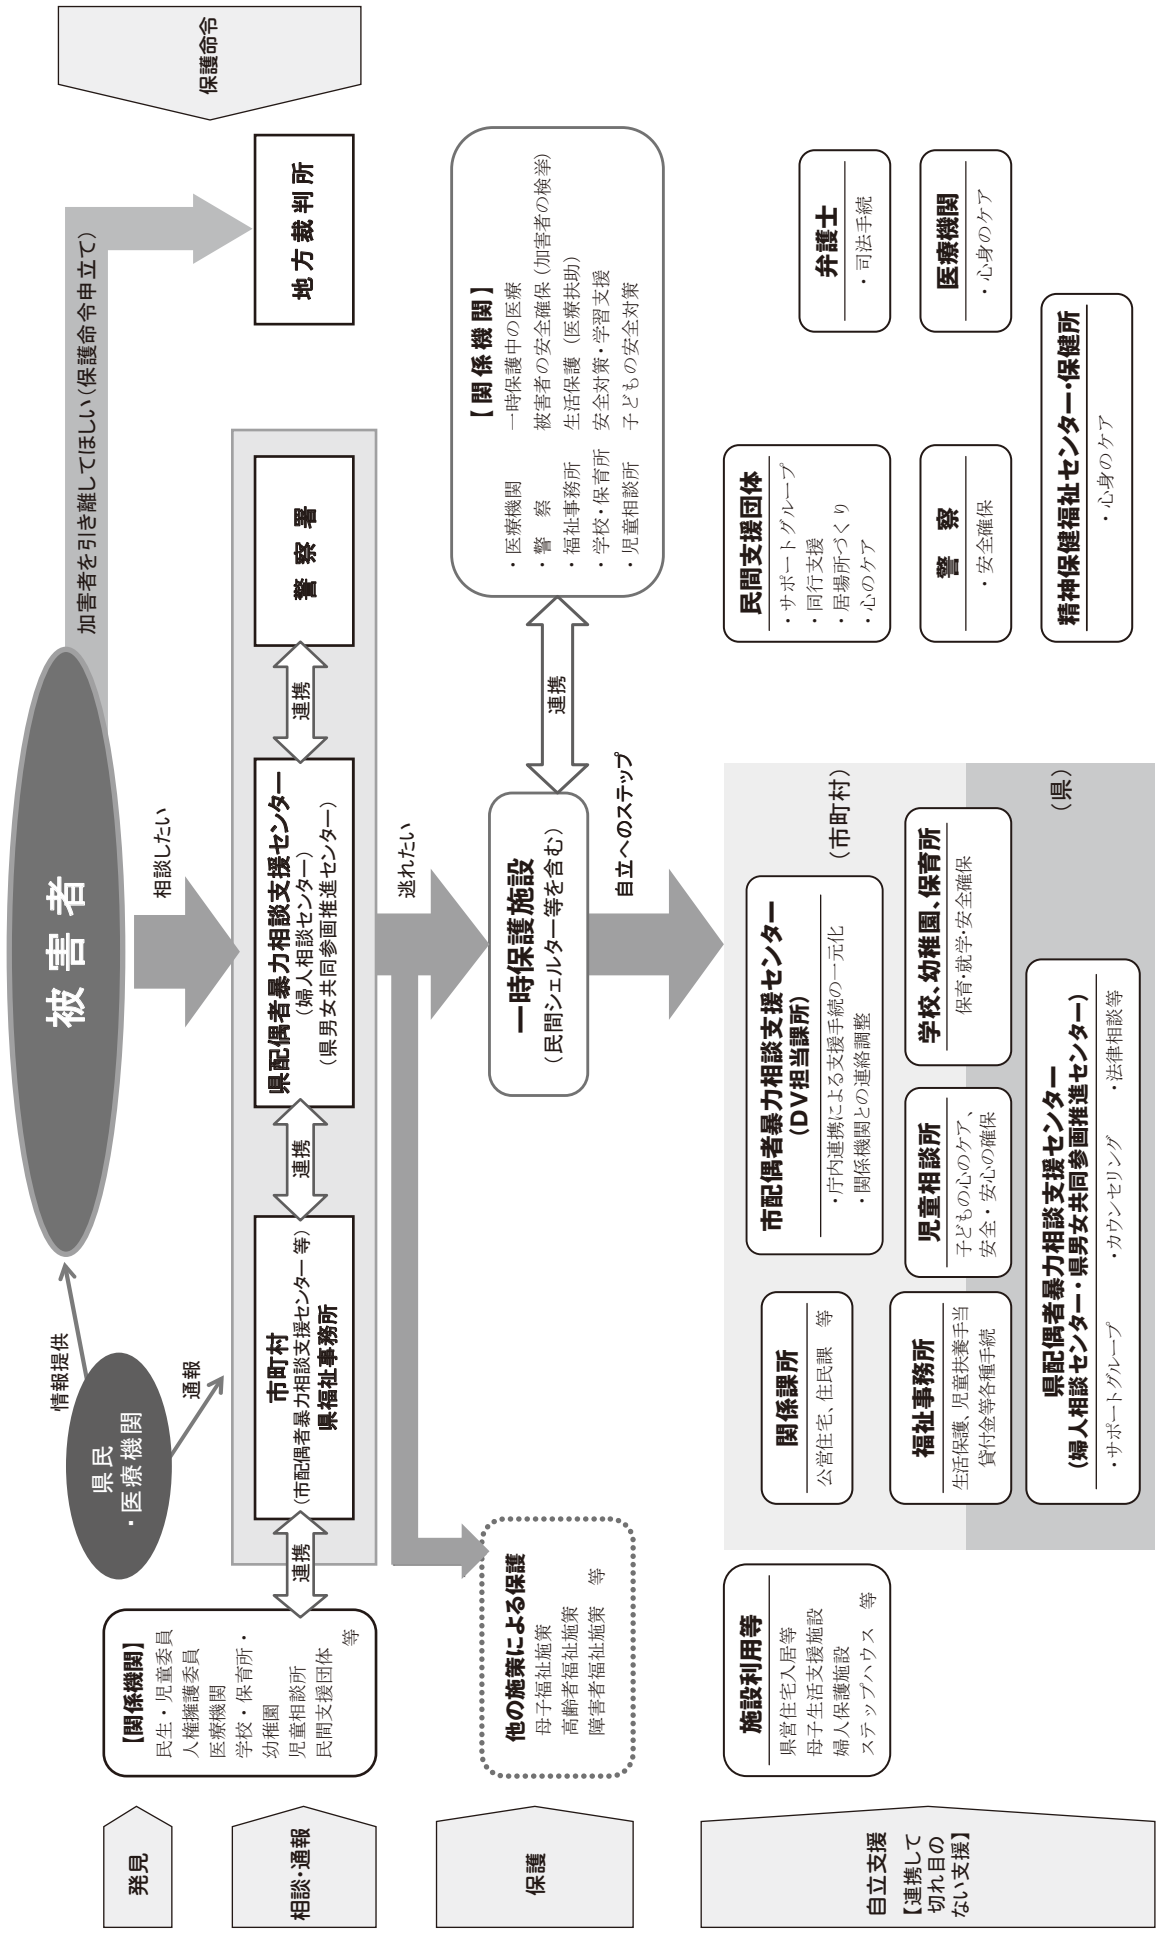 被害者
県民
・医療機関
情報提供
通報
相談したい
加害者を引き離してほしい（保護命令申立て）
保護命令
発見
【関係機関】
民生・児童委員
人権擁護委員
医療機関
学校・保育所・
幼稚園
児童相談所
民間支援団体
等
相談・通報
連携
市町村
（市配偶者暴力相談支援センター 等）
県福祉事務所
連携
県配偶者暴力相談支援センター
（婦人相談センター）
（県男女共同参画推進センター）
連携
警察署
地方裁判所
逃れたい
保護
他の施策による保護
母子福祉施策
高齢者福祉施策
障害者福祉施策　等
一時保護施設
（民間シェルター等を含む）
連携
【関係機関】
・医療機関　一時保護中の医療
・警　察　被害者の安全確保（加害者の検挙）
・福祉事務所　生活保護（医療扶助）
・学校・保育所　安全対策・学習支援
・児童相談所　子どもの安全対策
自立へのステップ
自立支援
【連携して
切れ目の
ない支援】
施設利用等
県営住宅入居等
母子生活支援施設
婦人保護施設
ステップハウス　等
（市町村）
関係課所
公営住宅、住民課　等
市配偶者暴力相談支援センター
（DV担当課所）
・庁内連携による支援手続の一元化
・関係機関との連絡調整
福祉事務所
生活保護、児童扶養手当
貸付金等各種手続
児童相談所
子どもの心のケア、
安全・安心の確保
学校、幼稚園、保育所
保育・就学・安全確保
（県）
県配偶者暴力相談支援センター
（婦人相談センター・県男女共同参画推進センター）
・サポートグループ　・カウンセリング　・法律相談等
民間支援団体
・サポートグループ
・同行支援
・居場所づくり
・心のケア
弁護士
・司法手続
警　察
・安全確保
医療機関
・心身のケア
精神保健福祉センター・保健所
・心身のケア